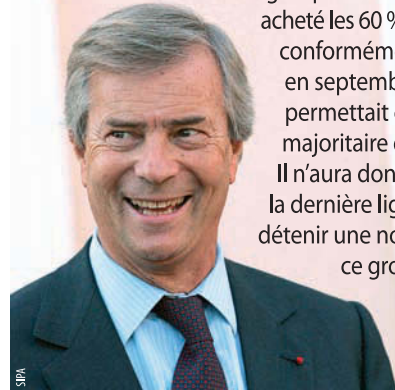 acheté les 60 %
conformém
en septemb
permettait
majoritaire
Il n'aura don
la dernière lig
détenir une no
ce gro
SIPA